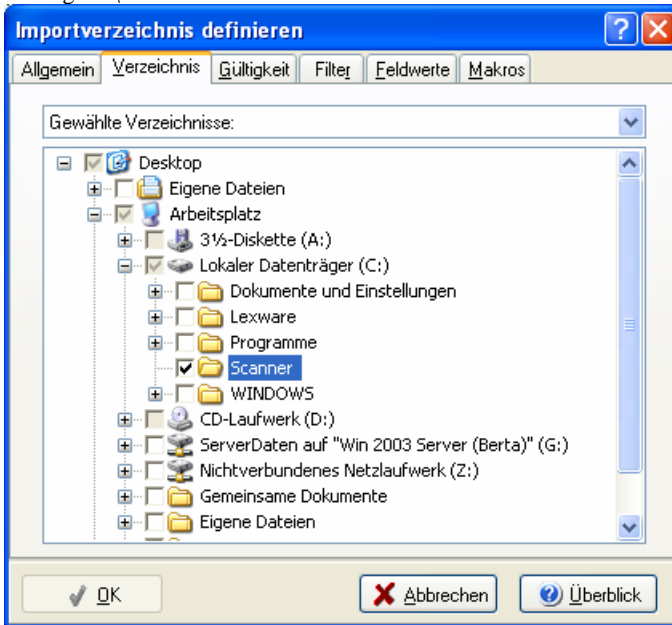 Importverzeichnis definieren
Allgemein Verzeichnis Gültigkeit Filter Feldwerte Makros
Gewählte Verzeichnisse:
Desktop
Eigene Dateien
Arbeitsplatz
3½-Diskette (A:)
Lokaler Datenträger (C:)
Dokumente und Einstellungen
Lexware
Programme
Scanner
WINDOWS
CD-Laufwerk (D:)
ServerDaten auf "Win 2003 Server (Berta)" (G:)
Nichtverbundenes Netzlaufwerk (Z:)
Gemeinsame Dokumente
Eigene Dateien
OK Abbrechen Überblick